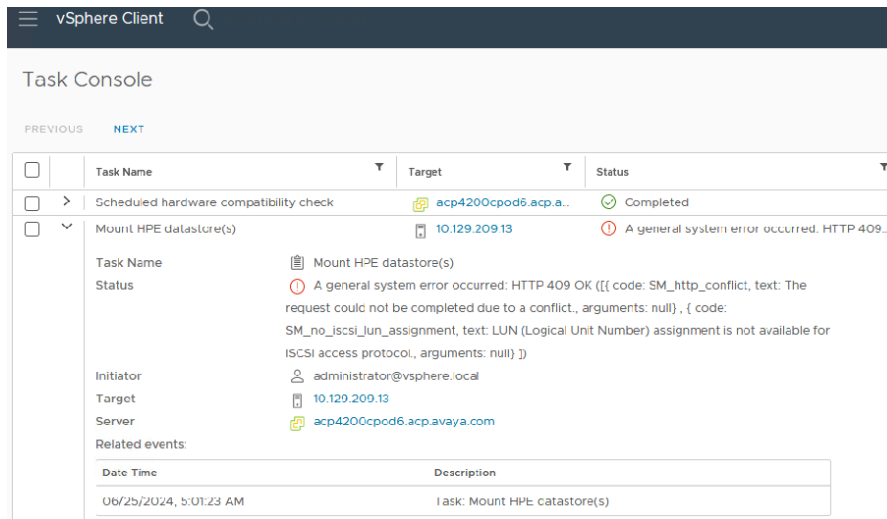 vSphere Client
Task Console
PREVIOUS NEXT
Task Name Target Status
Scheduled hardware compatibility check acp4200cpod6.acp.a.. Completed
Mount HPE datastore(s) 10.129.209.13 A general system error occurred: HTTP 409..
Task Name Mount HPE datastore(s)
Status A general system error occurred: HTTP 409 OK ([{ code: SM_http_conflict, text: The
request could not be completed due to a conflict., arguments: null} , { code:
SM_no_iscsi_lun_assignment, text: LUN (Logical Unit Number) assignment is not available for
iSCSI access protocol., arguments: null} ])
Initiator administrator@vsphere.local
Target 10.129.209.13
Server acp4200cpod6.acp.avaya.com
Related events:
Date Time Description
06/25/2024, 5:01:23 AM Task: Mount HPE datastore(s)